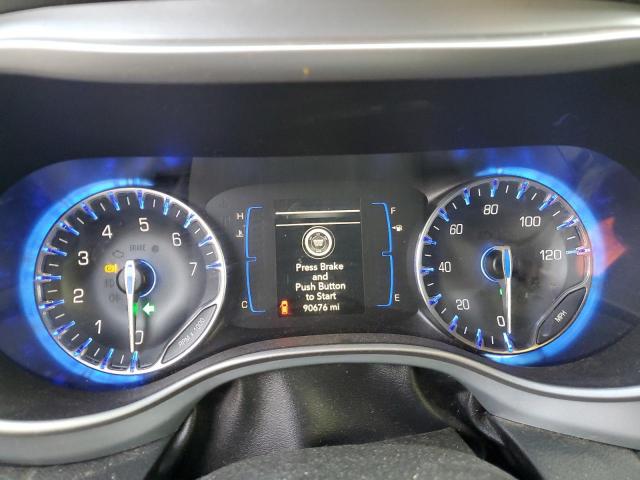 0 1 2 3 4 5 6 7
BRAKE
RPM x 1000
H
C
Press Brake
and
Push Button
to Start
90676 mi
F
E
0 20 40 60 80 100 120
MPH